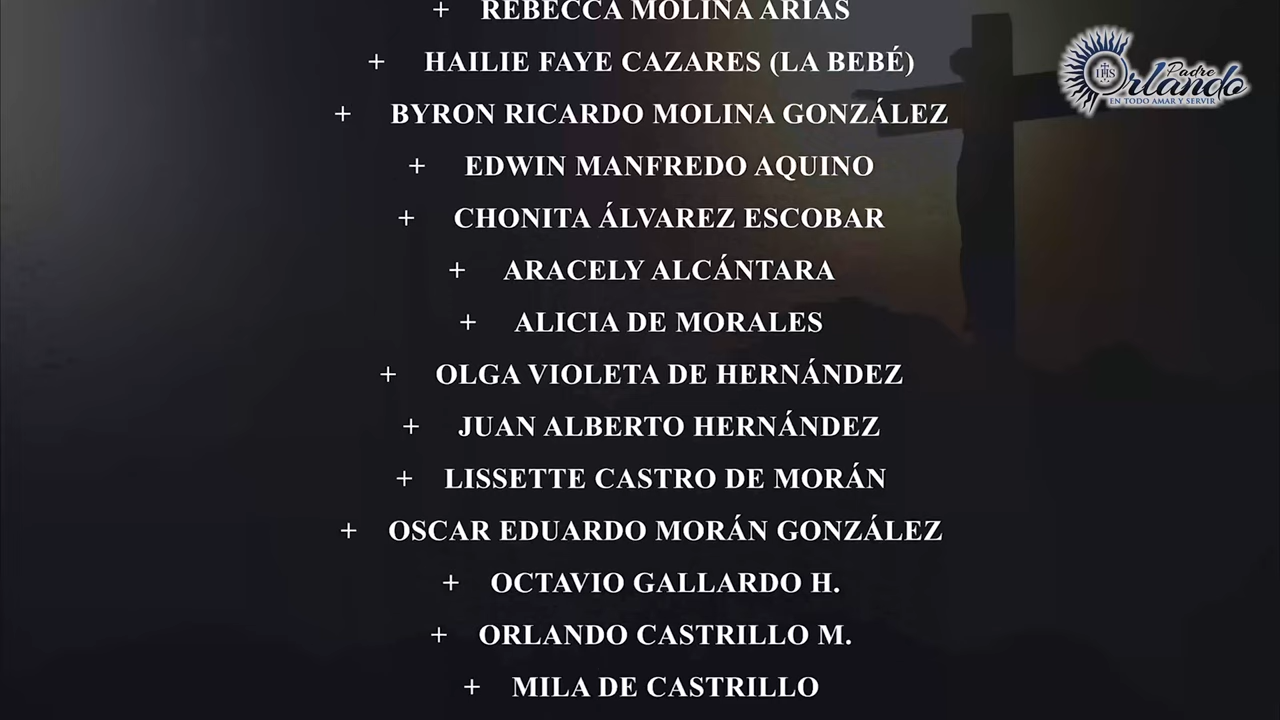 + REBECCA MOLINA ARIAS
+ HAILIE FAYE CAZARES (LA BEBÉ)
+ BYRON RICARDO MOLINA GONZÁLEZ
+ EDWIN MANFREDO AQUINO
+ CHONITA ÁLVAREZ ESCOBAR
+ ARACELY ALCÁNTARA
+ ALICIA DE MORALES
+ OLGA VIOLETA DE HERNÁNDEZ
+ JUAN ALBERTO HERNÁNDEZ
+ LISSETTE CASTRO DE MORÁN
+ OSCAR EDUARDO MORÁN GONZÁLEZ
+ OCTAVIO GALLARDO H.
+ ORLANDO CASTRILLO M.
+ MILA DE CASTRILLO
IHS
Padre
Orlando
EN TODO AMAR Y SERVIR